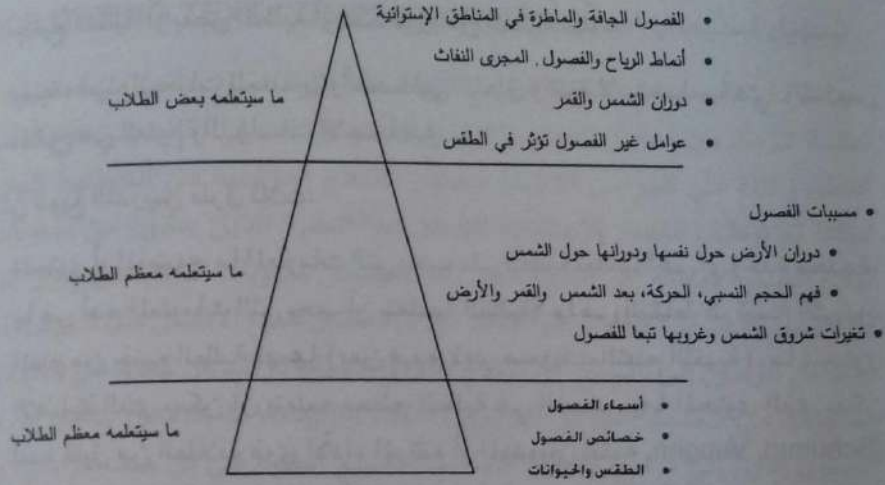 الفصول الجافة والماطرة في المناطق الإستوائية
أنماط الرياح والفصول. المجرى النفاث
دوران الشمس والقمر
عوامل غير الفصول تؤثر في الطقس
ما سيتعلمه بعض الطلاب
مسببات الفصول
دوران الأرض حول نفسها ودورانها حول الشمس
فهم الحجم النسبي، الحركة، بعد الشمس والقمر والأرض
تغيرات شروق الشمس وغروبها تبعا للفصول
ما سيتعلمه معظم الطلاب
أسماء الفصول
خصائص الفصول
الطقس والحيوانات
ما سيتعلمه معظم الطلاب